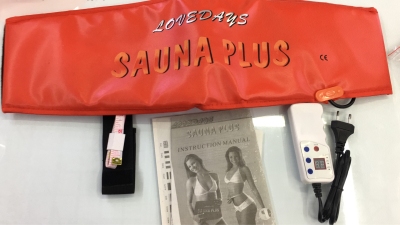 LOVEDAYS
SAUNA PLUS
CE
SAUNA PLUS
INSTRUCTION MANUAL